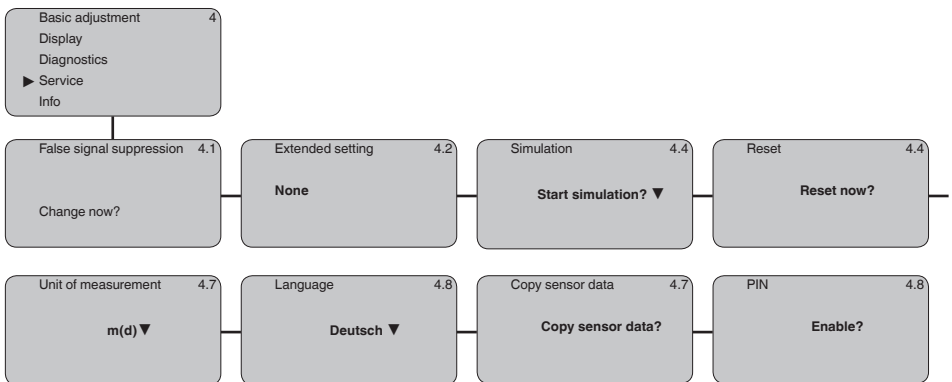 Basic adjustment 4
Display
Diagnostics
▶ Service
Info
False signal suppression 4.1
Change now?
Extended setting 4.2
None
Simulation 4.4
Start simulation? ▼
Reset 4.4
Reset now?
Unit of measurement 4.7
m(d) ▼
Language 4.8
Deutsch ▼
Copy sensor data 4.7
Copy sensor data?
PIN 4.8
Enable?